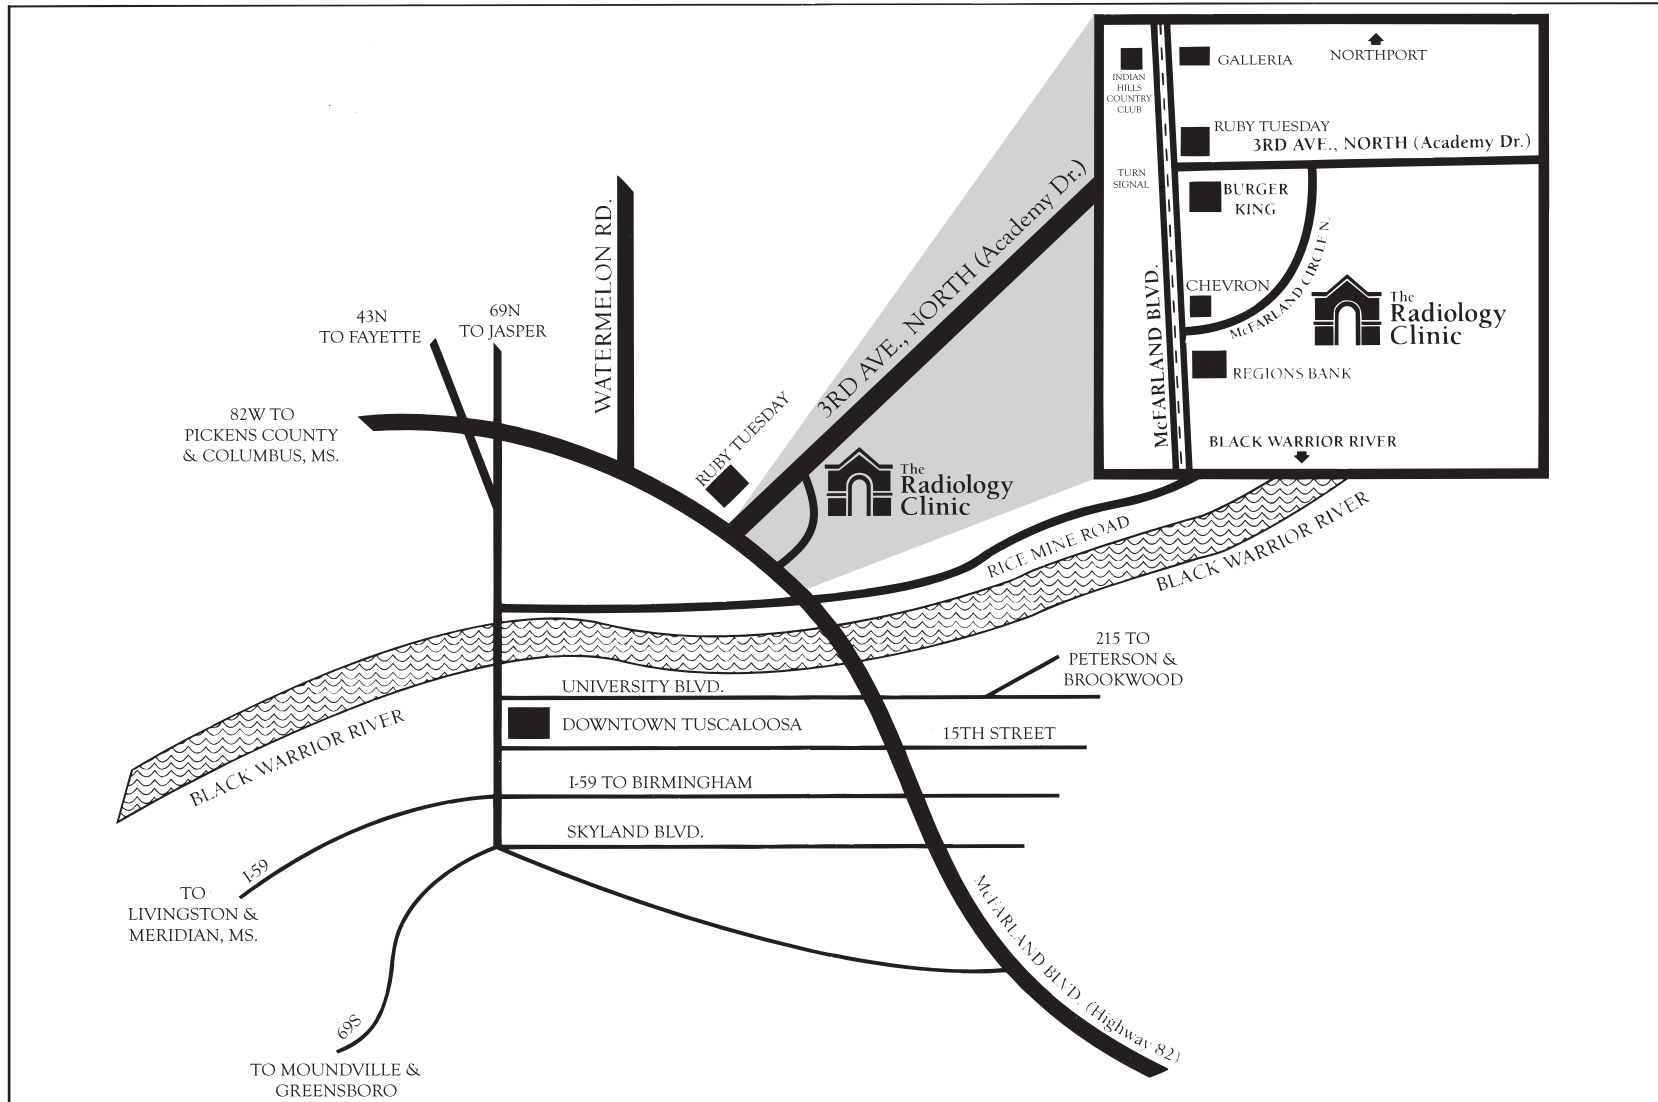 INDIAN
HILLS
COUNTRY
CLUB
GALLERIA
NORTHPORT
RUBY TUESDAY
3RD AVE., NORTH (Academy Dr.)
TURN
SIGNAL
BURGER
KING
McFARLAND CIRCLE N.
CHEVRON
McFARLAND BLVD.
The
Radiology
Clinic
REGIONS BANK
BLACK WARRIOR RIVER
WATERMELON RD.
3RD AVE., NORTH (Academy Dr.)
43N
TO FAYETTE
69N
TO JASPER
82W TO
PICKENS COUNTY
& COLUMBUS, MS.
RUBY TUESDAY
The
Radiology
Clinic
RICE MINE ROAD
BLACK WARRIOR RIVER
215 TO
PETERSON &
BROOKWOOD
UNIVERSITY BLVD.
DOWNTOWN TUSCALOOSA
15TH STREET
BLACK WARRIOR RIVER
I-59 TO BIRMINGHAM
SKYLAND BLVD.
I-59
TO
LIVINGSTON &
MERIDIAN, MS.
McFARLAND BLVD. (Highway 82)
69S
TO MOUNDVILLE &
GREENSBORO